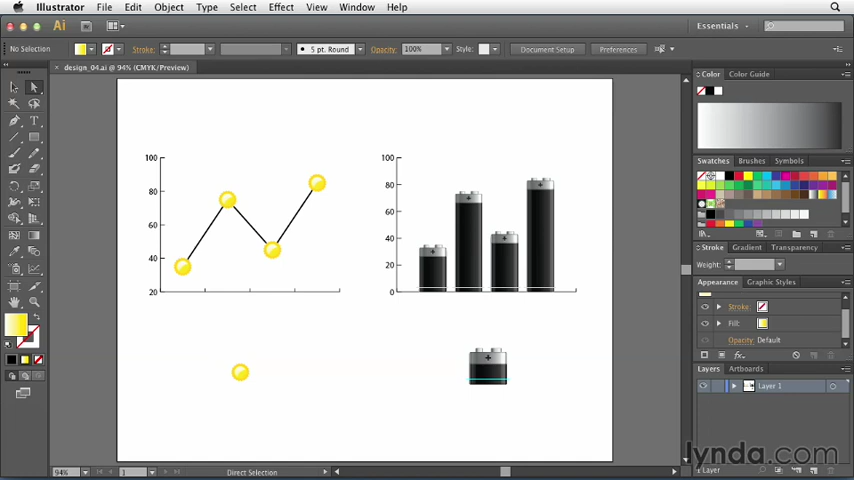 Illustrator File Edit Object Type Select Effect View Window Help
Ai Essentials
No Selection Stroke: 5 pt. Round Opacity: 100% Style: Document Setup Preferences
design_04.ai @ 94% (CMYK/Preview)
Color Color Guide
Swatches Brushes Symbols
Stroke Gradient Transparency
Weight:
Appearance Graphic Styles
Stroke:
Fill:
Opacity: Default
Layers Artboards
Layer 1
100
80
60
40
20
100
80
60
40
20
0
lynda.com
94% 1 Direct Selection
1 Layer